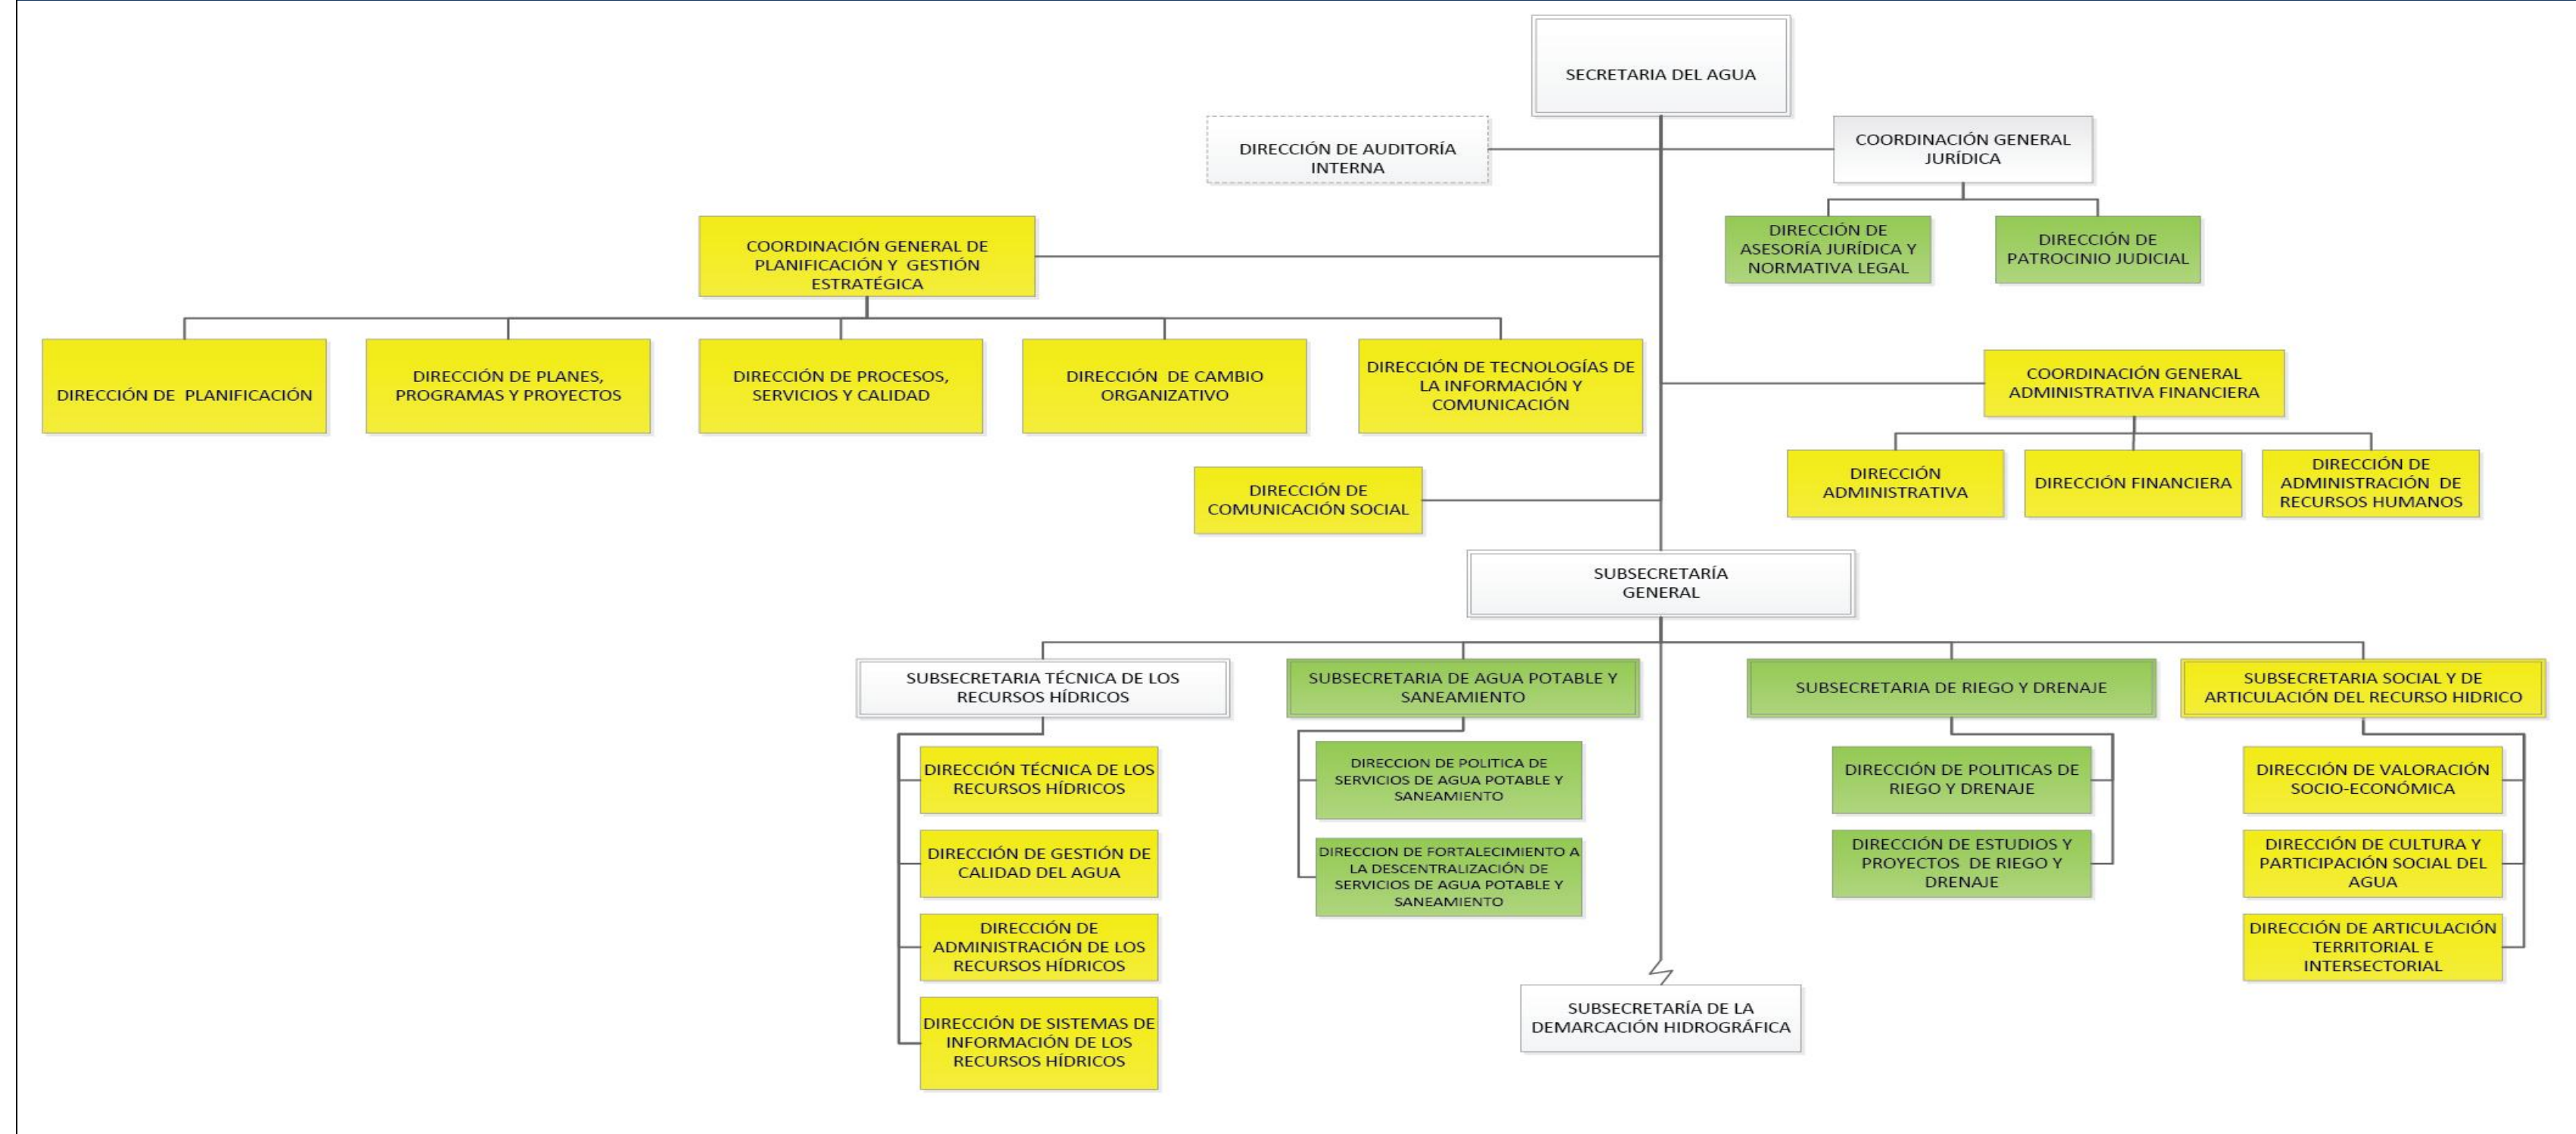 SECRETARIA DEL AGUA
DIRECCIÓN DE AUDITORÍA
INTERNA
COORDINACIÓN GENERAL
JURÍDICA
DIRECCIÓN DE
ASESORÍA JURÍDICA Y
NORMATIVA LEGAL
DIRECCIÓN DE
PATROCINIO JUDICIAL
COORDINACIÓN GENERAL DE
PLANIFICACIÓN Y GESTIÓN
ESTRATÉGICA
DIRECCIÓN DE PLANIFICACIÓN
DIRECCIÓN DE PLANES,
PROGRAMAS Y PROYECTOS
DIRECCIÓN DE PROCESOS,
SERVICIOS Y CALIDAD
DIRECCIÓN DE CAMBIO
ORGANIZATIVO
DIRECCIÓN DE TECNOLOGÍAS DE
LA INFORMACIÓN Y
COMUNICACIÓN
COORDINACIÓN GENERAL
ADMINISTRATIVA FINANCIERA
DIRECCIÓN
ADMINISTRATIVA
DIRECCIÓN FINANCIERA
DIRECCIÓN DE
ADMINISTRACIÓN DE
RECURSOS HUMANOS
DIRECCIÓN DE
COMUNICACIÓN SOCIAL
SUBSECRETARÍA
GENERAL
SUBSECRETARIA TÉCNICA DE LOS
RECURSOS HÍDRICOS
DIRECCIÓN TÉCNICA DE LOS
RECURSOS HÍDRICOS
DIRECCIÓN DE GESTIÓN DE
CALIDAD DEL AGUA
DIRECCIÓN DE
ADMINISTRACIÓN DE LOS
RECURSOS HÍDRICOS
DIRECCIÓN DE SISTEMAS DE
INFORMACIÓN DE LOS
RECURSOS HÍDRICOS
SUBSECRETARIA DE AGUA POTABLE Y
SANEAMIENTO
DIRECCION DE POLITICA DE
SERVICIOS DE AGUA POTABLE Y
SANEAMIENTO
DIRECCION DE FORTALECIMIENTO A
LA DESCENTRALIZACIÓN DE
SERVICIOS DE AGUA POTABLE Y
SANEAMIENTO
SUBSECRETARIA DE RIEGO Y DRENAJE
DIRECCIÓN DE POLITICAS DE
RIEGO Y DRENAJE
DIRECCIÓN DE ESTUDIOS Y
PROYECTOS DE RIEGO Y
DRENAJE
SUBSECRETARIA SOCIAL Y DE
ARTICULACIÓN DEL RECURSO HIDRICO
DIRECCIÓN DE VALORACIÓN
SOCIO-ECONÓMICA
DIRECCIÓN DE CULTURA Y
PARTICIPACIÓN SOCIAL DEL
AGUA
DIRECCIÓN DE ARTICULACIÓN
TERRITORIAL E
INTERSECTORIAL
SUBSECRETARÍA DE LA
DEMARCACIÓN HIDROGRÁFICA